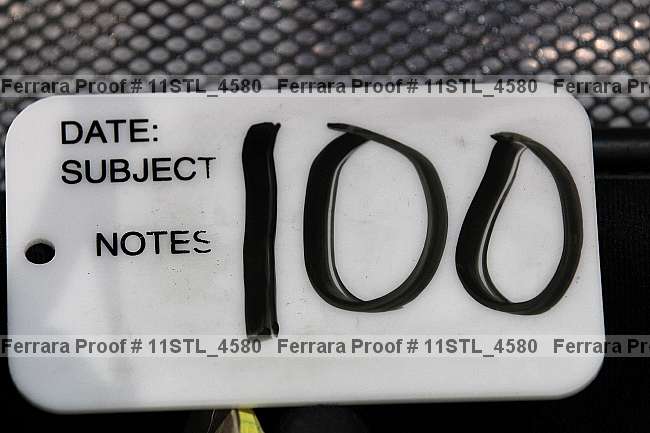 Ferrara Proof # 11STL_4580 Ferrara Proof # 11STL_4580 Ferrara Proof
DATE:
SUBJECT
NOTES
100
Ferrara Proof # 11STL_4580 Ferrara Proof # 11STL_4580 Ferrara Proof